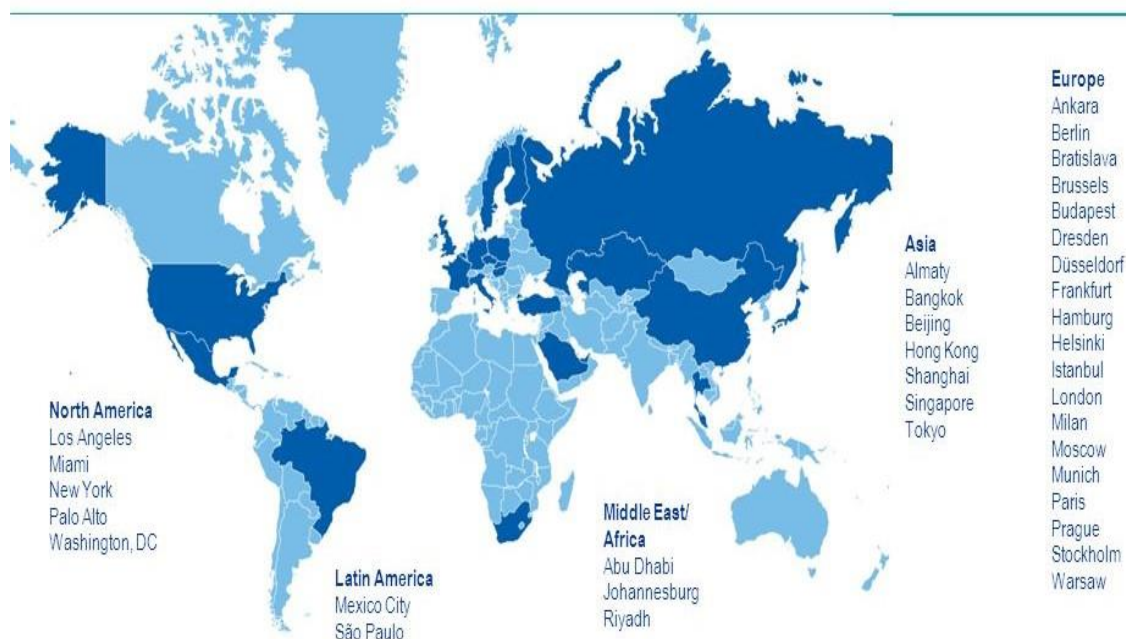 North America
Los Angeles
Miami
New York
Palo Alto
Washington, DC
Latin America
Mexico City
São Paulo
Middle East/
Africa
Abu Dhabi
Johannesburg
Riyadh
Asia
Almaty
Bangkok
Beijing
Hong Kong
Shanghai
Singapore
Tokyo
Europe
Ankara
Berlin
Bratislava
Brussels
Budapest
Dresden
Düsseldorf
Frankfurt
Hamburg
Helsinki
Istanbul
London
Milan
Moscow
Munich
Paris
Prague
Stockholm
Warsaw